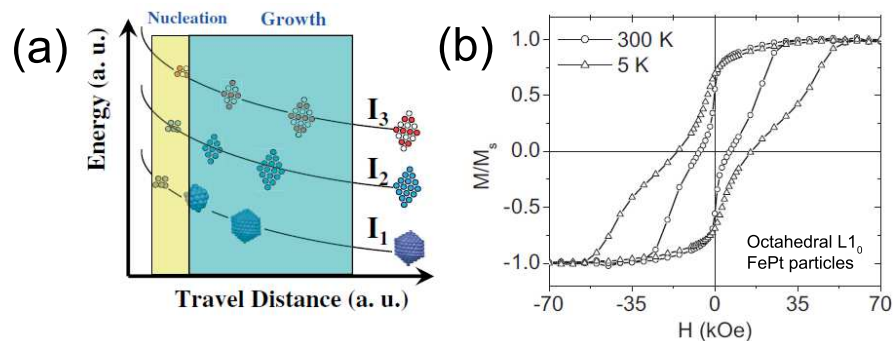 (a)
Nucleation Growth
Energy (a. u.)
I3
I2
I1
Travel Distance (a. u.)
(b)
1.0
0.5
0.0
-0.5
-1.0
M/Ms
300 K
5 K
Octahedral L10
FePt particles
-70 -35 0 35 70
H (kOe)